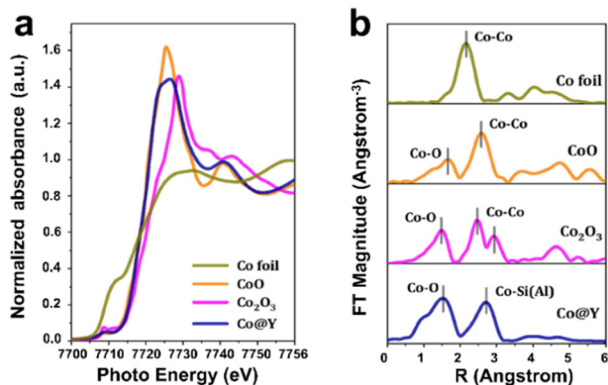 a
1.6
1.4
1.2
1.0
0.8
0.6
0.4
0.2
0.0
Normalized absorbance (a.u.)
Co foil
CoO
Co₂O₃
Co@Y
7700 7710 7720 7730 7740 7750 7756
Photo Energy (eV)
b
FT Magnitude (Angstrom⁻³)
Co-Co
Co foil
Co-O
Co-Co
CoO
Co-O
Co-Co
Co₂O₃
Co-O
Co-Si(Al)
Co@Y
0 1 2 3 4 5 6
R (Angstrom)